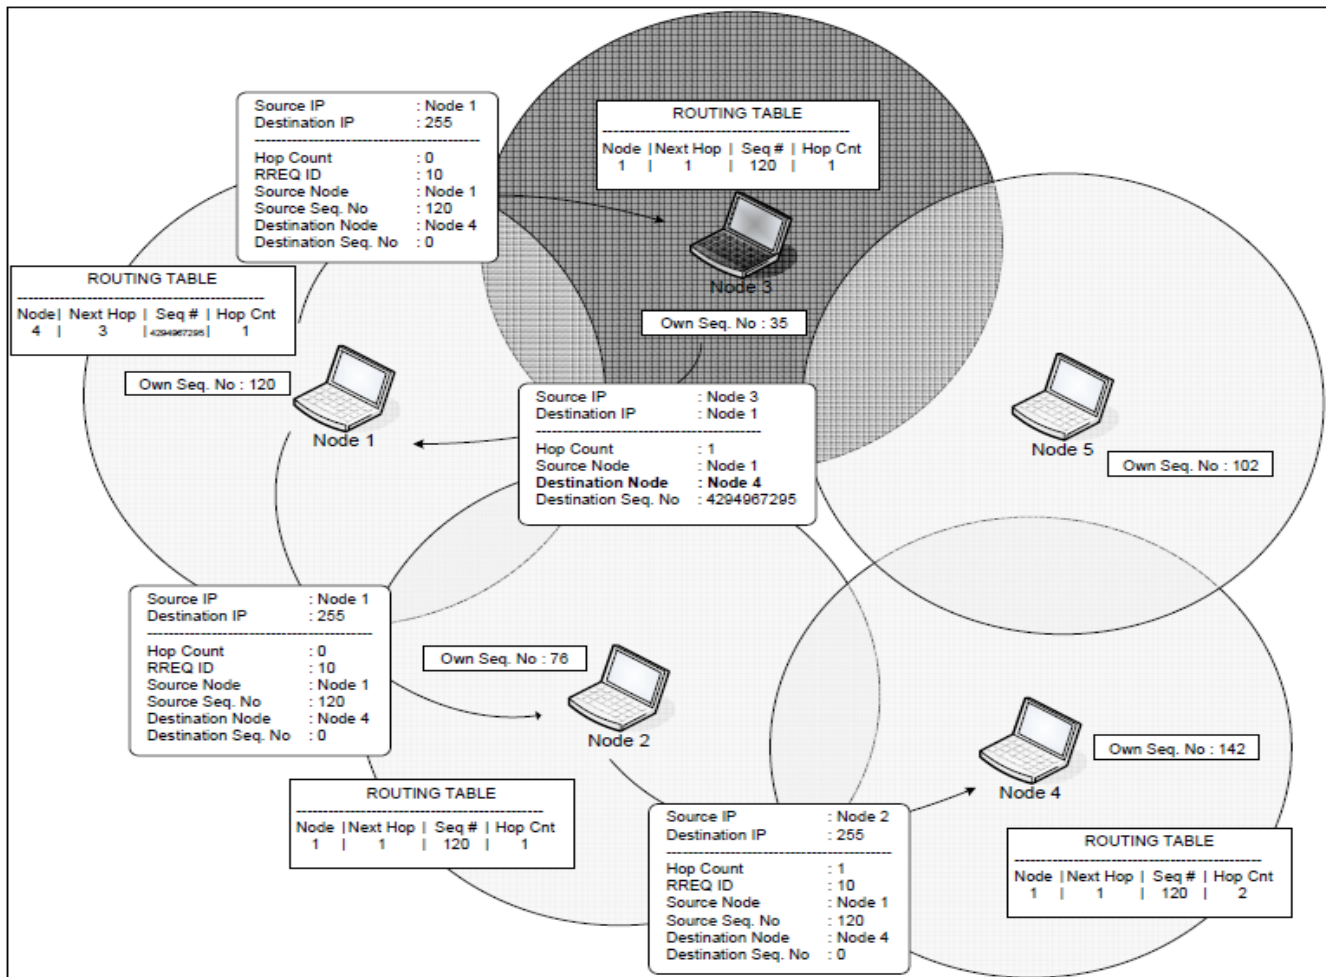 Source IP : Node 1
Destination IP : 255
------------------------------------------
Hop Count : 0
RREQ ID : 10
Source Node : Node 1
Source Seq. No : 120
Destination Node : Node 4
Destination Seq. No : 0
ROUTING TABLE
------------------------------------------
Node |Next Hop | Seq # | Hop Cnt
1 | 1 | 120 | 1
Node 3
Own Seq. No : 35
ROUTING TABLE
------------------------------------------
Node| Next Hop | Seq # | Hop Cnt
4 | 3 |4294967295| 1
Own Seq. No : 120
Node 1
Source IP : Node 3
Destination IP : Node 1
------------------------------------------
Hop Count : 1
Source Node : Node 1
Destination Node : Node 4
Destination Seq. No : 4294967295
Node 5
Own Seq. No : 102
Source IP : Node 1
Destination IP : 255
------------------------------------------
Hop Count : 0
RREQ ID : 10
Source Node : Node 1
Source Seq. No : 120
Destination Node : Node 4
Destination Seq. No : 0
Own Seq. No : 76
Node 2
ROUTING TABLE
------------------------------------------
Node |Next Hop | Seq # | Hop Cnt
1 | 1 | 120 | 1
Own Seq. No : 142
Node 4
Source IP : Node 2
Destination IP : 255
------------------------------------------
Hop Count : 1
RREQ ID : 10
Source Node : Node 1
Source Seq. No : 120
Destination Node : Node 4
Destination Seq. No : 0
ROUTING TABLE
------------------------------------------
Node |Next Hop | Seq # | Hop Cnt
1 | 1 | 120 | 2